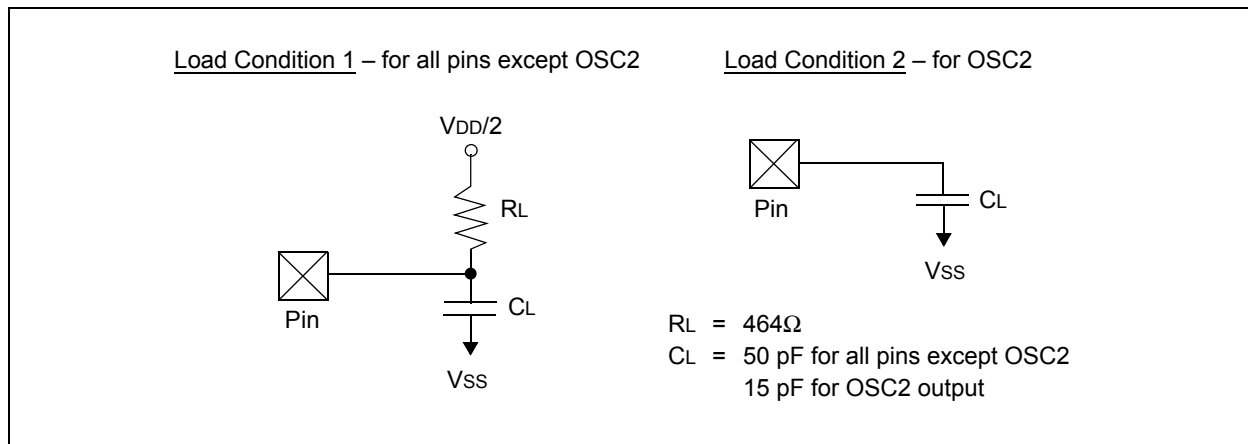 Load Condition 1 – for all pins except OSC2
Load Condition 2 – for OSC2
VDD/2
RL
Pin
CL
VSS
Pin
CL
VSS
RL = 464Ω
CL = 50 pF for all pins except OSC2
15 pF for OSC2 output